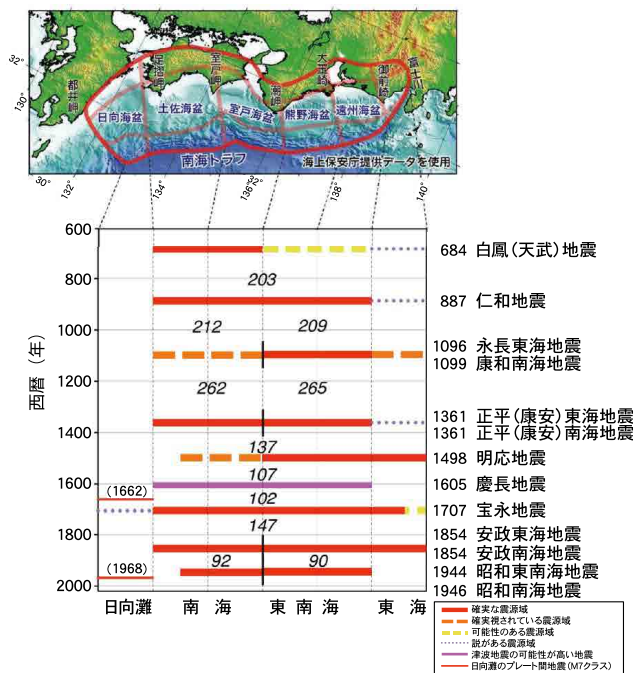 32°
130°
都井岬
足摺岬
室戸岬
潮岬
大王崎
御前崎
富士川
日向海盆
土佐海盆
室戸海盆
熊野海盆
遠州海盆
南海トラフ
海上保安庁提供データを使用
30°
132°
134°
136°
32°
138°
140°
西暦（年）
600
800
1000
1200
1400
1600
1800
2000
203
212
209
262
265
137
107
102
147
92
90
(1662)
(1968)
684 白鳳（天武）地震
887 仁和地震
1096 永長東海地震
1099 康和南海地震
1361 正平（康安）東海地震
1361 正平（康安）南海地震
1498 明応地震
1605 慶長地震
1707 宝永地震
1854 安政東海地震
1854 安政南海地震
1944 昭和東南海地震
1946 昭和南海地震
日向灘
南海
東南海
東海
確実な震源域
確実視されている震源域
可能性のある震源域
説がある震源域
津波地震の可能性が高い地震
日向灘のプレート間地震（M7クラス）